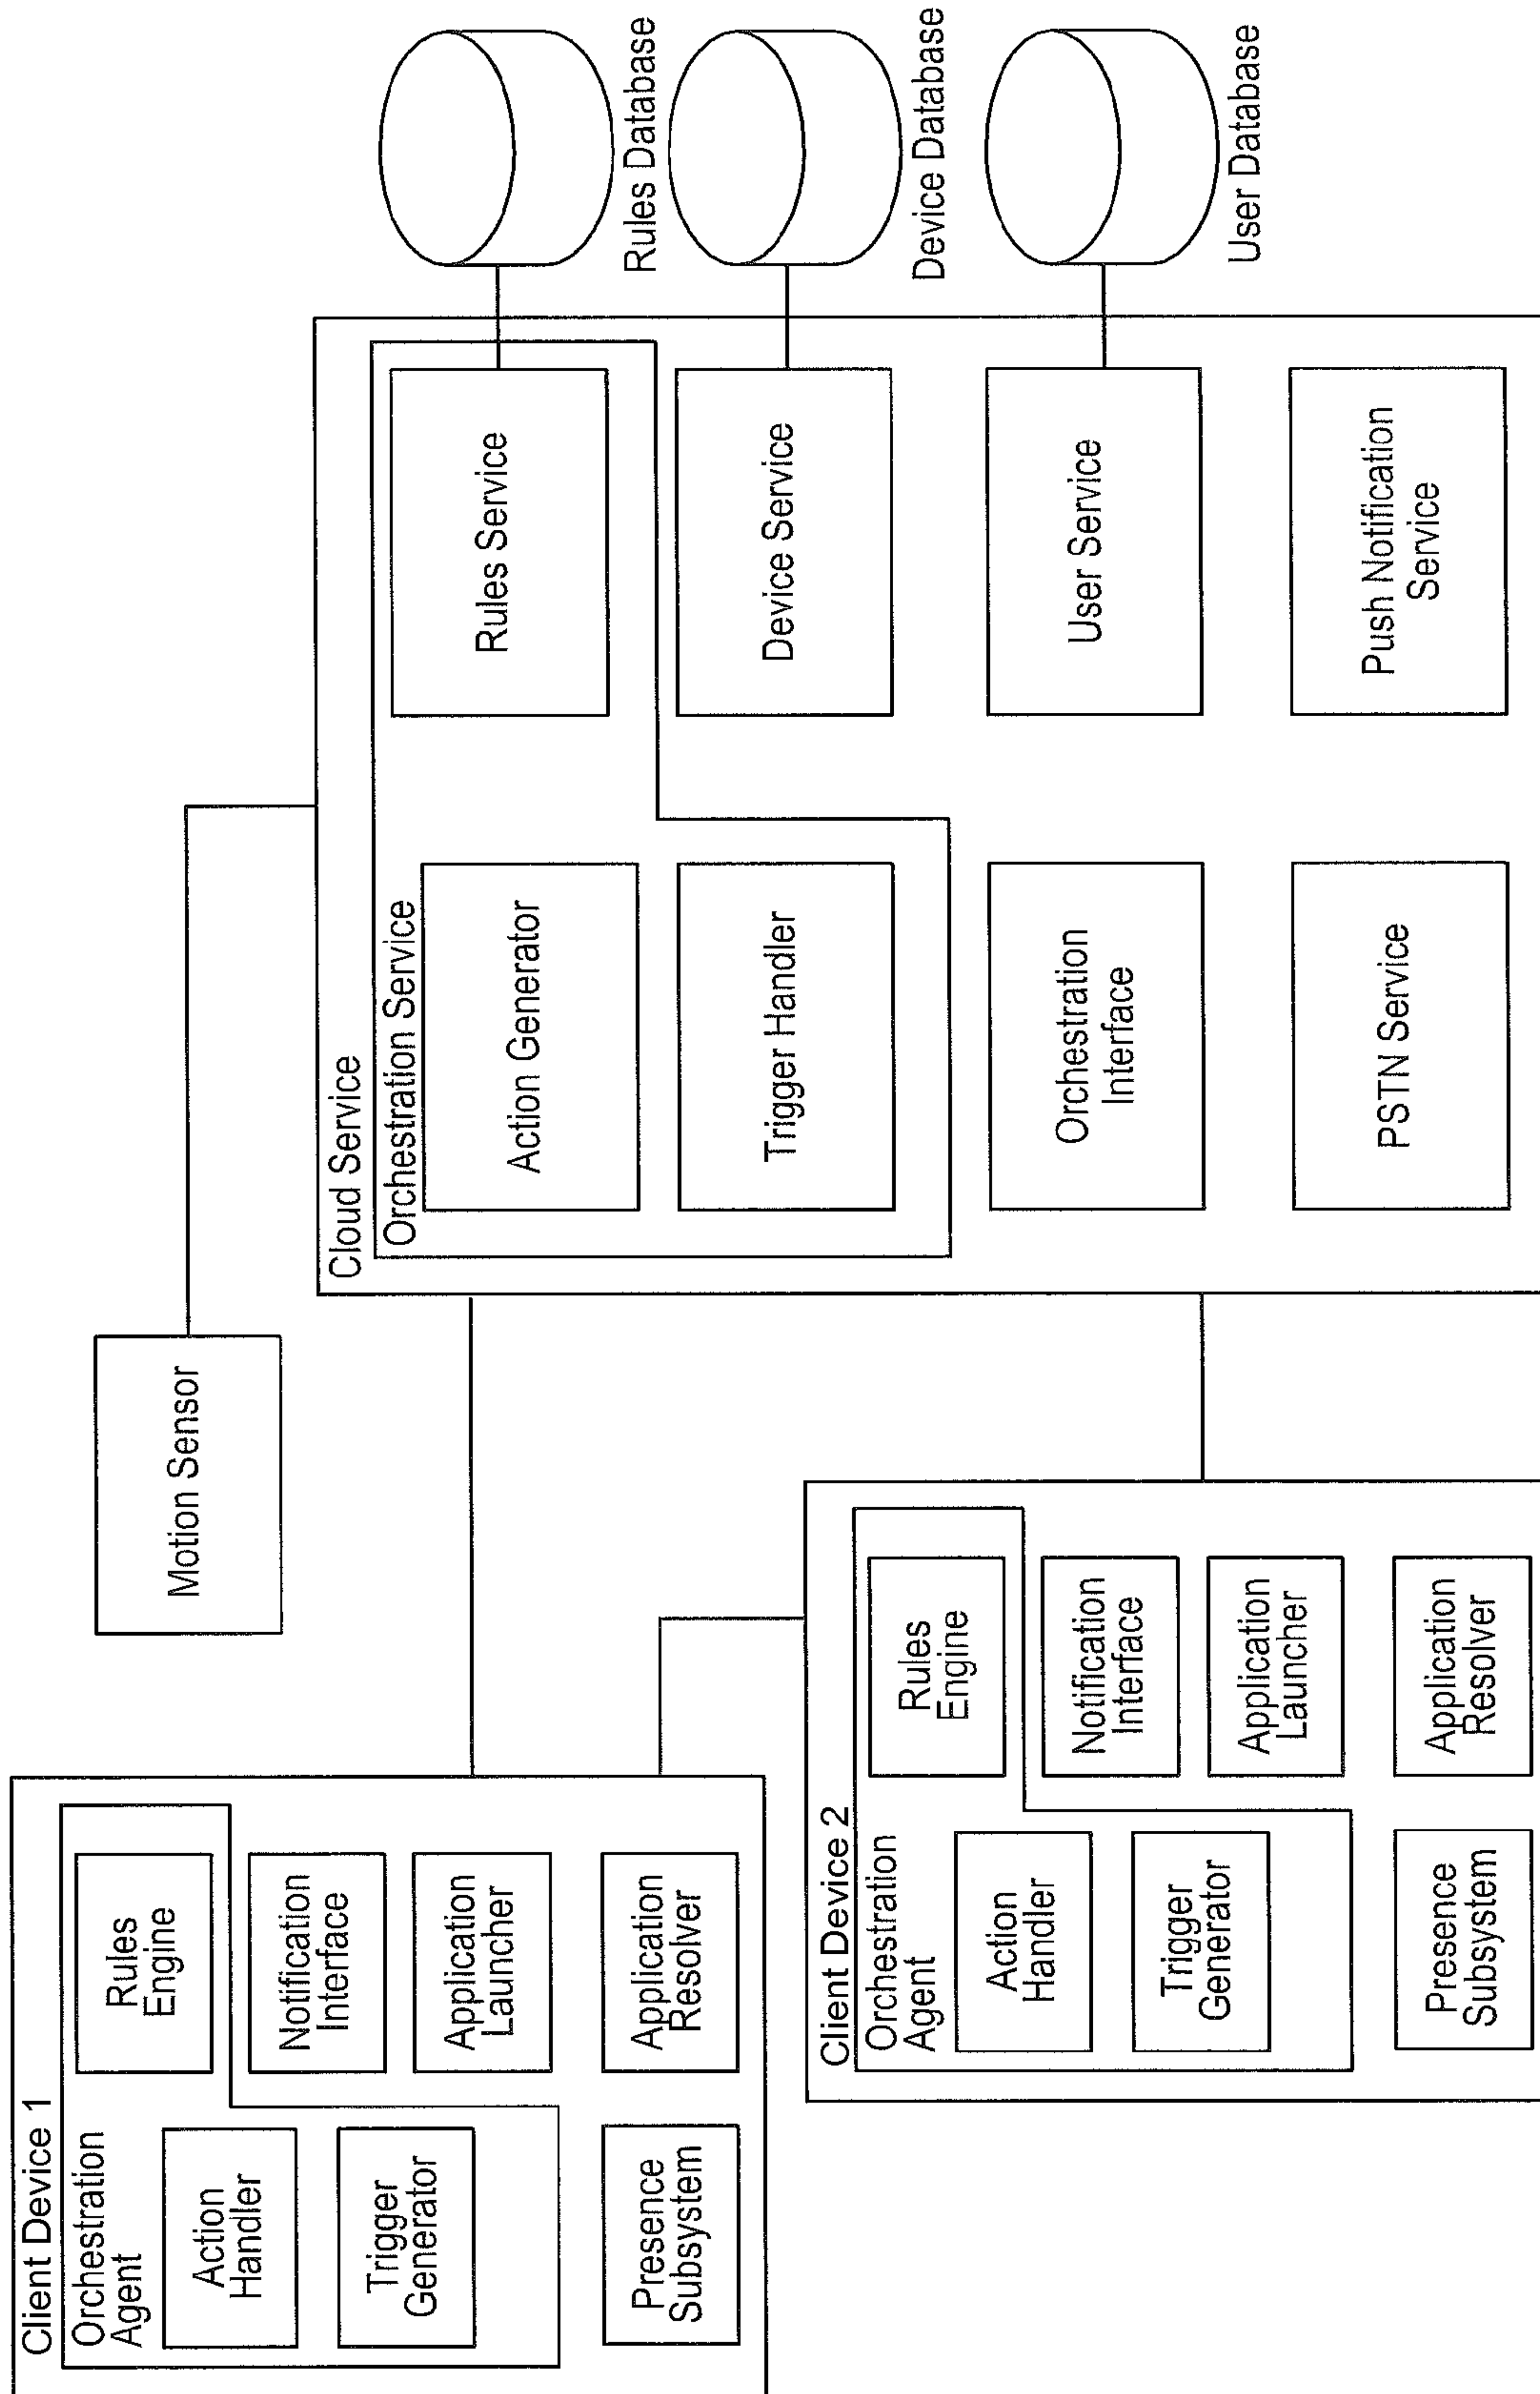 Client Device 1
Orchestration
Agent
Rules
Engine
Action
Handler
Notification
Interface
Trigger
Generator
Application
Launcher
Presence
Subsystem
Application
Resolver
Motion Sensor
Client Device 2
Orchestration
Agent
Rules
Engine
Action
Handler
Notification
Interface
Trigger
Generator
Application
Launcher
Presence
Subsystem
Application
Resolver
Cloud Service
Orchestration Service
Action Generator
Rules Service
Trigger Handler
Device Service
Orchestration
Interface
User Service
PSTN Service
Push Notification
Service
Rules Database
Device Database
User Database